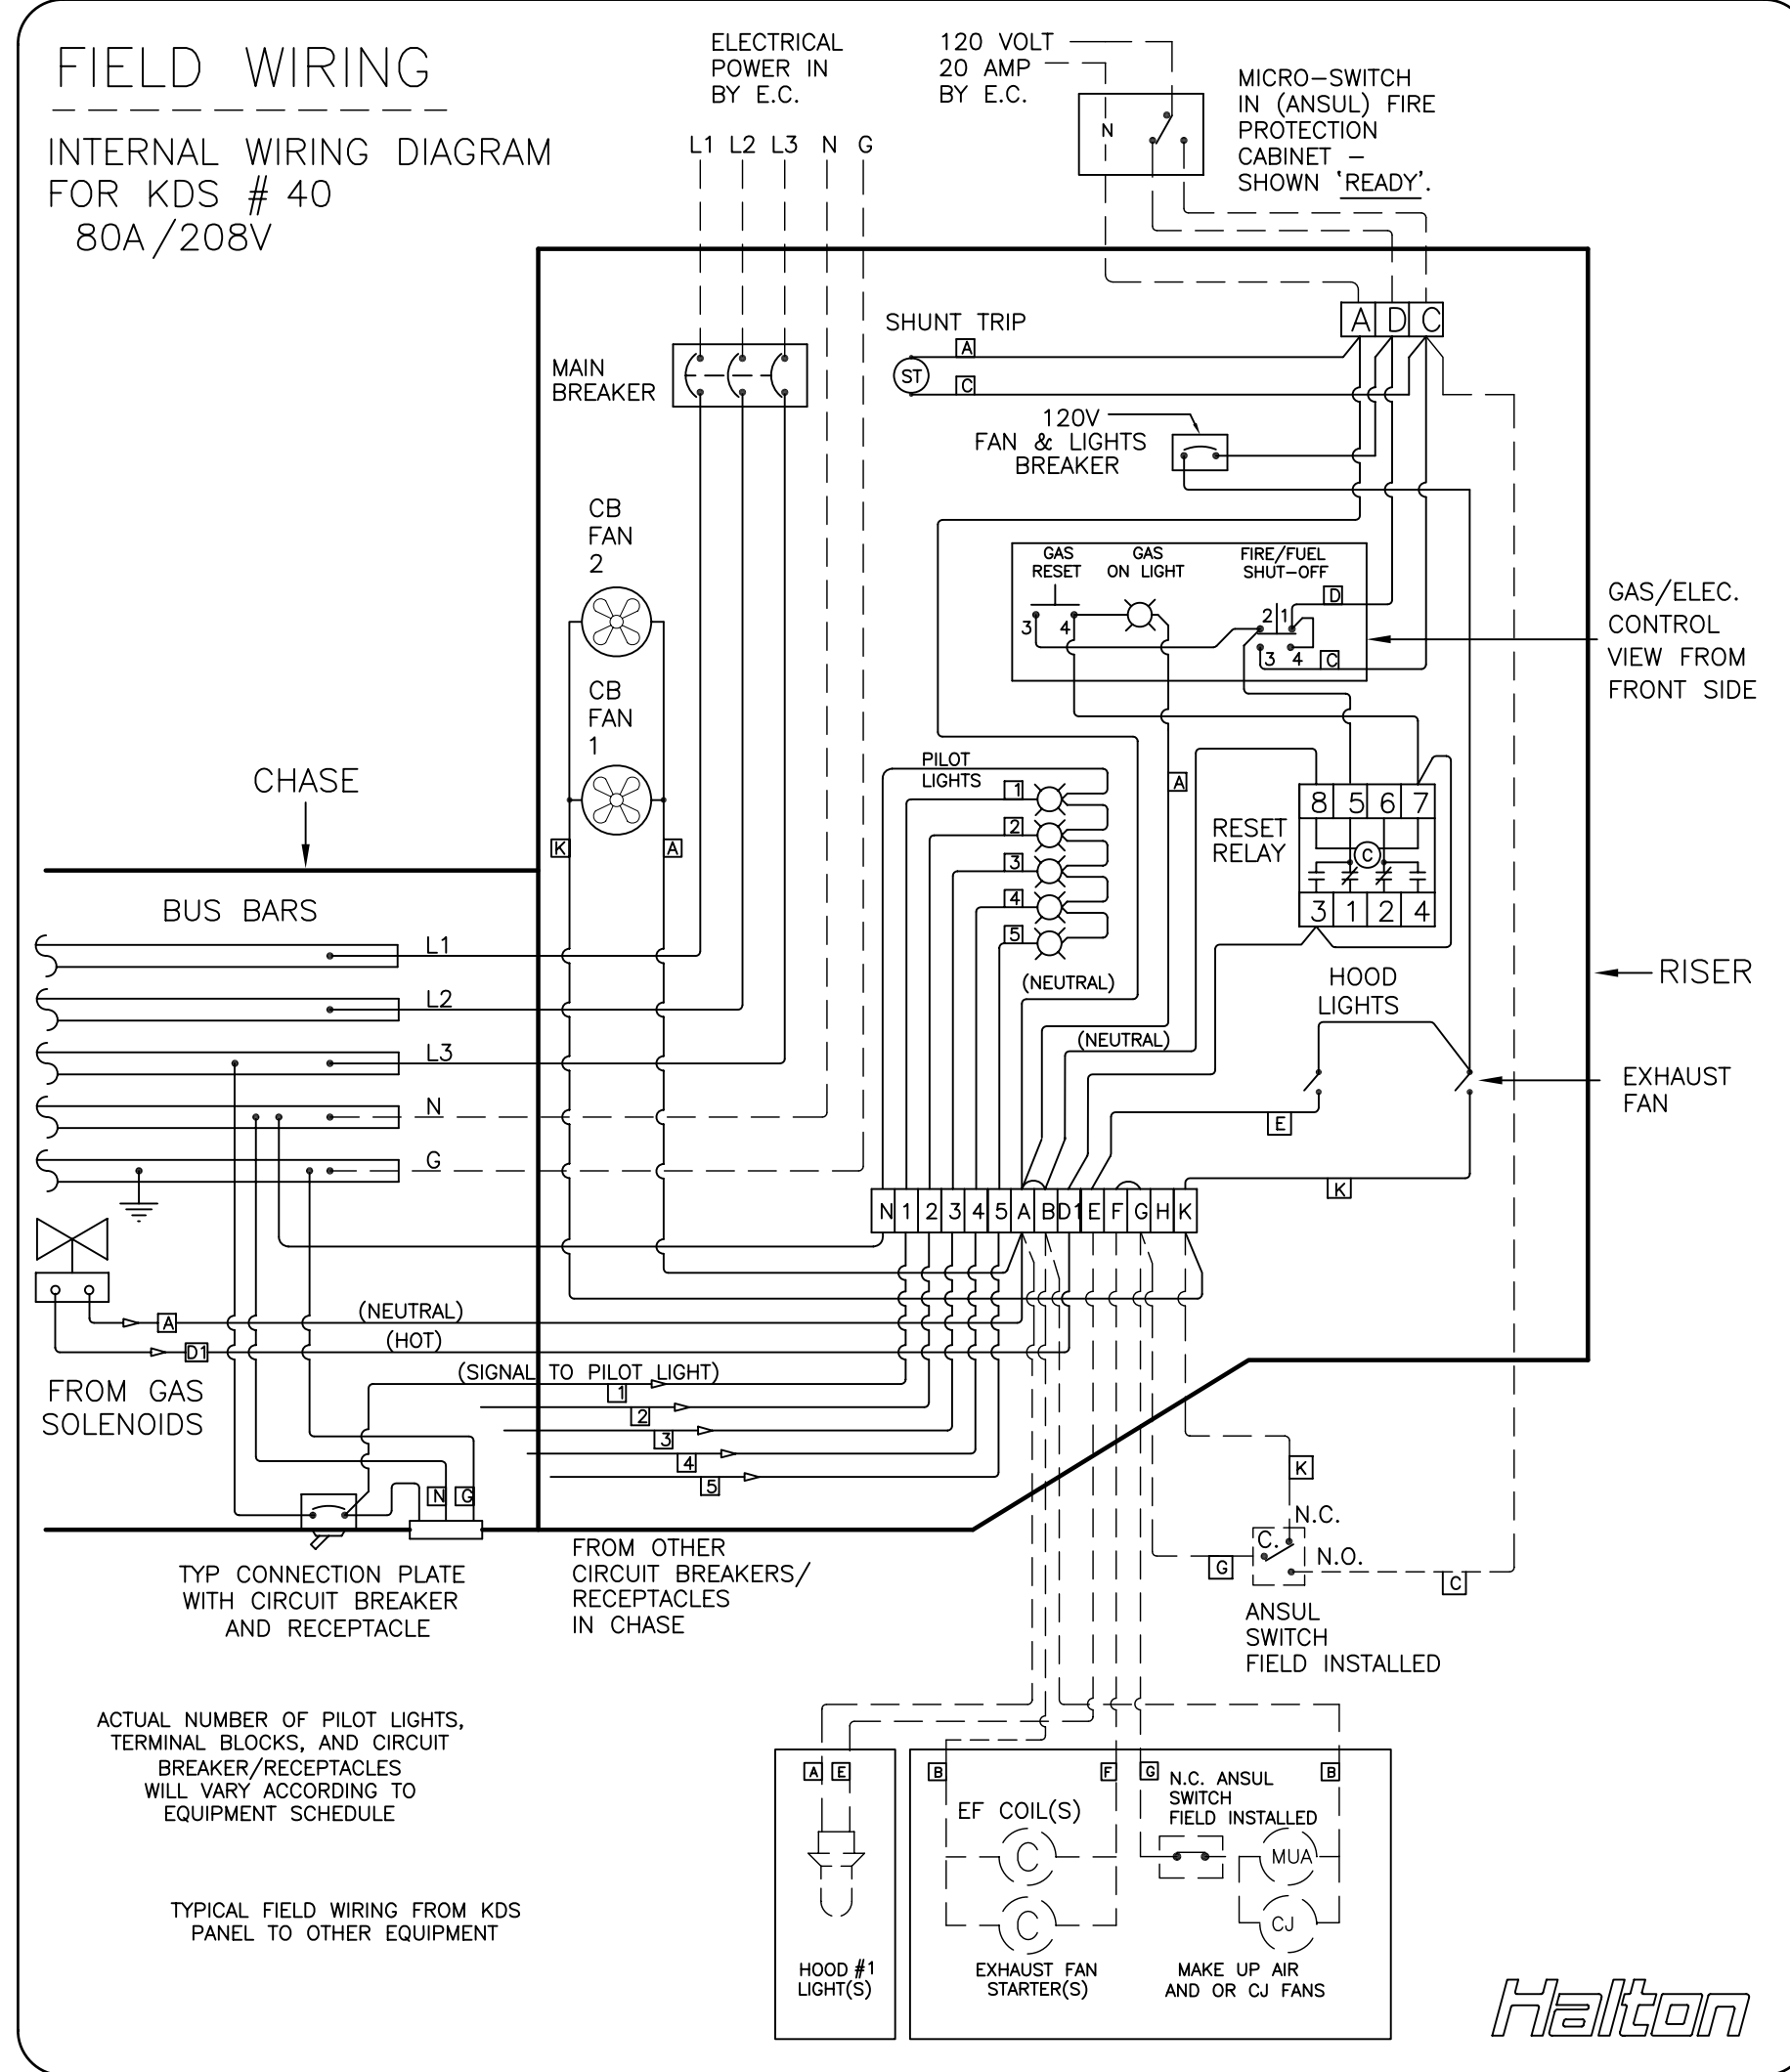 FIELD WIRING
INTERNAL WIRING DIAGRAM
FOR KDS # 40
80A/208V
ELECTRICAL
POWER IN
BY E.C.
120 VOLT
20 AMP
BY E.C.
MICRO-SWITCH
IN (ANSUL) FIRE
PROTECTION
CABINET -
SHOWN 'READY'.
N
L1 L2 L3 N G
A D C
SHUNT TRIP
A
ST
C
MAIN
BREAKER
120V
FAN & LIGHTS
BREAKER
CB
FAN
2
CB
FAN
1
K
A
GAS
RESET
GAS
ON LIGHT
FIRE/FUEL
SHUT-OFF
3 4
2 1
D
3 4
C
GAS/ELEC.
CONTROL
VIEW FROM
FRONT SIDE
CHASE
PILOT
LIGHTS
1
2
3
4
5
A
8 5 6 7
RESET
RELAY
C
3 1 2 4
(NEUTRAL)
(NEUTRAL)
HOOD
LIGHTS
RISER
EXHAUST
FAN
E
K
BUS BARS
L1
L2
L3
N
G
N 1 2 3 4 5 A B D1 E F G H K
A
(NEUTRAL)
D1
(HOT)
FROM GAS
SOLENOIDS
(SIGNAL TO PILOT LIGHT)
1
2
3
4
5
N G
K
N.C.
C.
N.O.
G
C
ANSUL
SWITCH
FIELD INSTALLED
TYP CONNECTION PLATE
WITH CIRCUIT BREAKER
AND RECEPTACLE
FROM OTHER
CIRCUIT BREAKERS/
RECEPTACLES
IN CHASE
ACTUAL NUMBER OF PILOT LIGHTS,
TERMINAL BLOCKS, AND CIRCUIT
BREAKER/RECEPTACLES
WILL VARY ACCORDING TO
EQUIPMENT SCHEDULE
TYPICAL FIELD WIRING FROM KDS
PANEL TO OTHER EQUIPMENT
A E
HOOD #1
LIGHT(S)
B F G B
EF COIL(S)
C
C
EXHAUST FAN
STARTER(S)
N.C. ANSUL
SWITCH
FIELD INSTALLED
MUA
CJ
MAKE UP AIR
AND OR CJ FANS
Halton